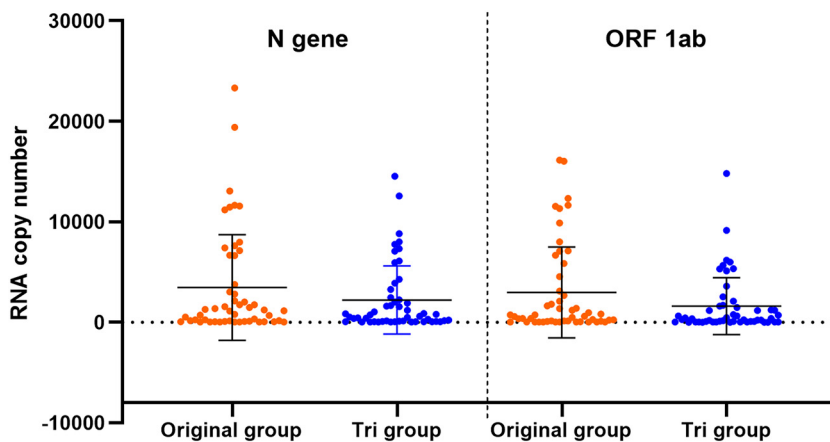 N gene
ORF 1ab
RNA copy number
30000
20000
10000
0
-10000
Original group
Tri group
Original group
Tri group